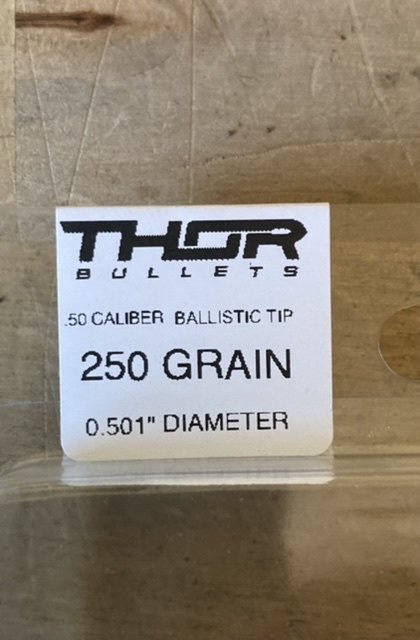 THOR
BULLETS
.50 CALIBER BALLISTIC TIP
250 GRAIN
0.501" DIAMETER